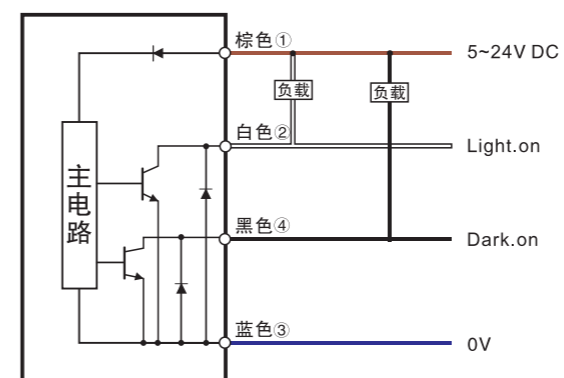 棕色①
5~24V DC
负载
负载
白色②
Light.on
主电路
黑色④
Dark.on
蓝色③
0V